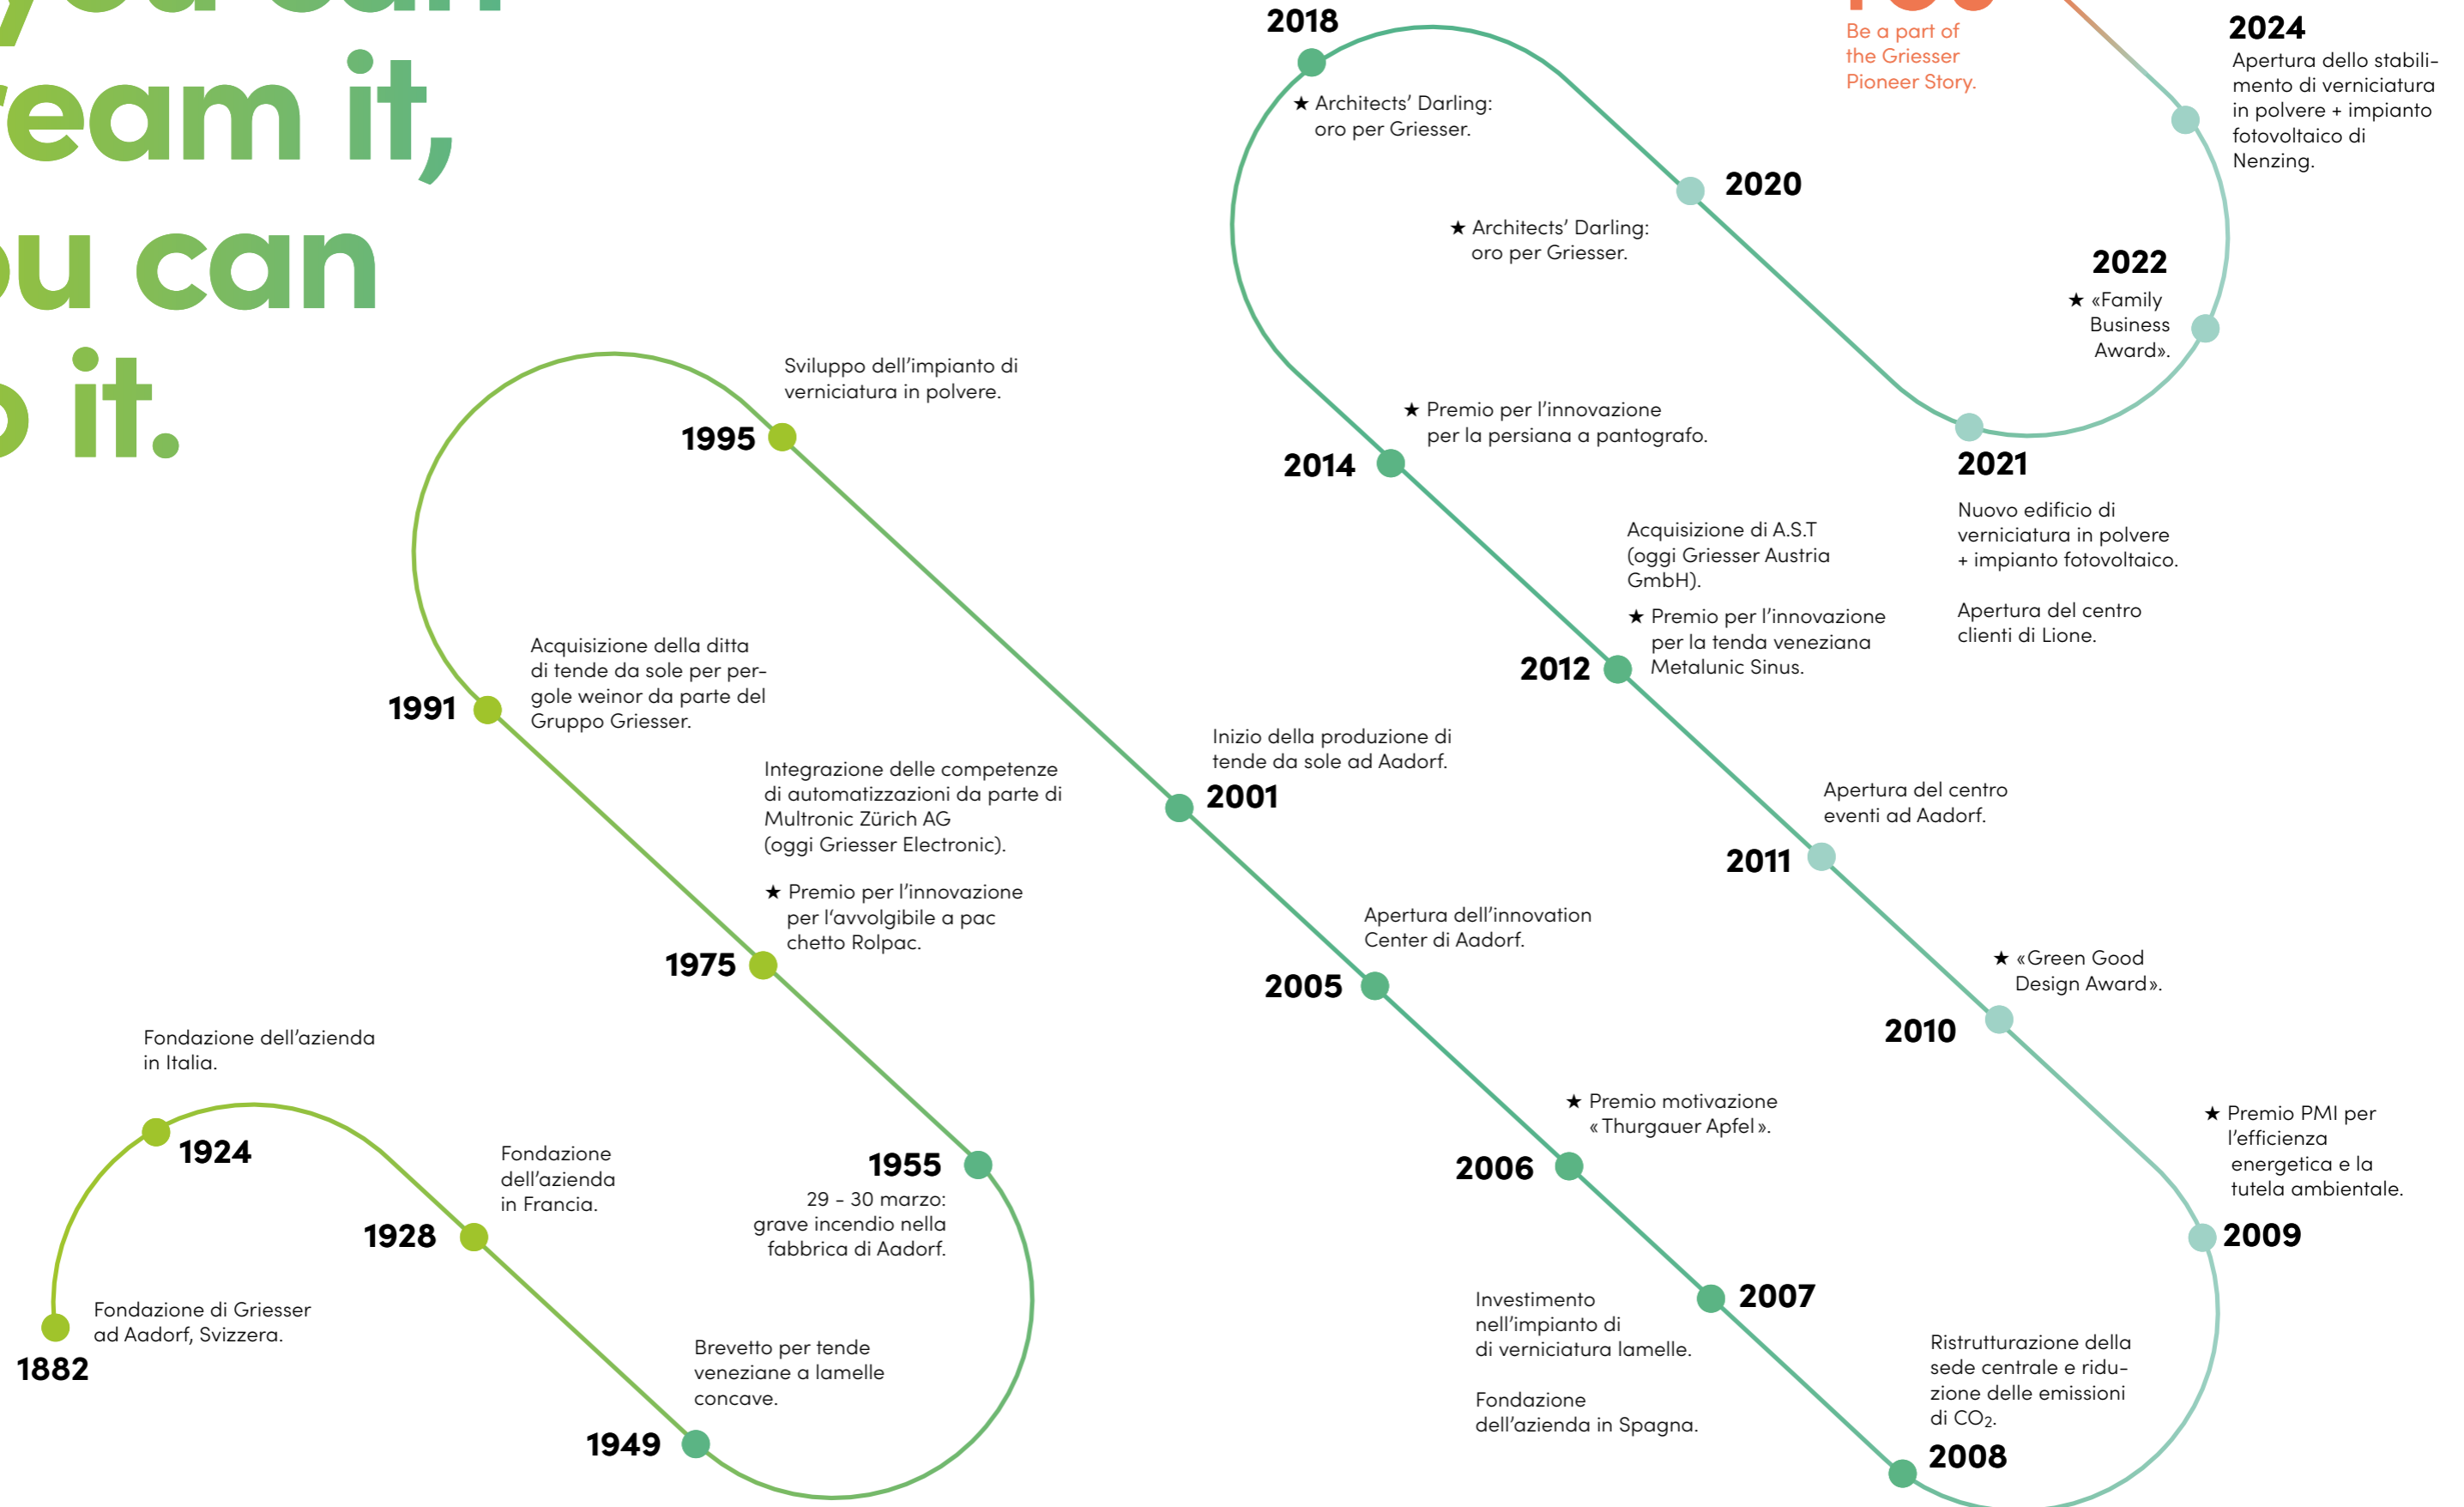 you can
ream it,
ou can
o it.
1882
Fondazione di Griesser
ad Aadorf, Svizzera.
Fondazione dell'azienda
in Italia.
1924
1928
Fondazione
dell'azienda
in Francia.
1949
Brevetto per tende
veneziane a lamelle
concave.
1955
29 - 30 marzo:
grave incendio nella
fabbrica di Aadorf.
1975
Integrazione delle competenze
di automatizzazioni da parte di
Multronic Zürich AG
(oggi Griesser Electronic).
★ Premio per l'innovazione
per l'avvolgibile a pac
chetto Rolpac.
1991
Acquisizione della ditta
di tende da sole per per-
gole weinor da parte del
Gruppo Griesser.
1995
Sviluppo dell'impianto di
verniciatura in polvere.
Inizio della produzione di
tende da sole ad Aadorf.
2001
Apertura dell'innovation
Center di Aadorf.
2005
★ Premio motivazione
«Thurgauer Apfel».
2006
2007
Investimento
nell'impianto di
di verniciatura lamelle.
Fondazione
dell'azienda in Spagna.
Ristrutturazione della
sede centrale e ridu-
zione delle emissioni
di CO₂.
2008
★ Premio PMI per
l'efficienza
energetica e la
tutela ambientale.
2009
★ «Green Good
Design Award».
2010
Apertura del centro
eventi ad Aadorf.
2011
Acquisizione di A.S.T
(oggi Griesser Austria
GmbH).
★ Premio per l'innovazione
per la tenda veneziana
Metalunic Sinus.
2012
★ Premio per l'innovazione
per la persiana a pantografo.
2014
2018
★ Architects' Darling:
oro per Griesser.
2020
★ Architects' Darling:
oro per Griesser.
2021
Nuovo edificio di
verniciatura in polvere
+ impianto fotovoltaico.
Apertura del centro
clienti di Lione.
2022
★ «Family
Business
Award».
2024
Apertura dello stabili-
mento di verniciatura
in polvere + impianto
fotovoltaico di
Nenzing.
Be a part of
the Griesser
Pioneer Story.